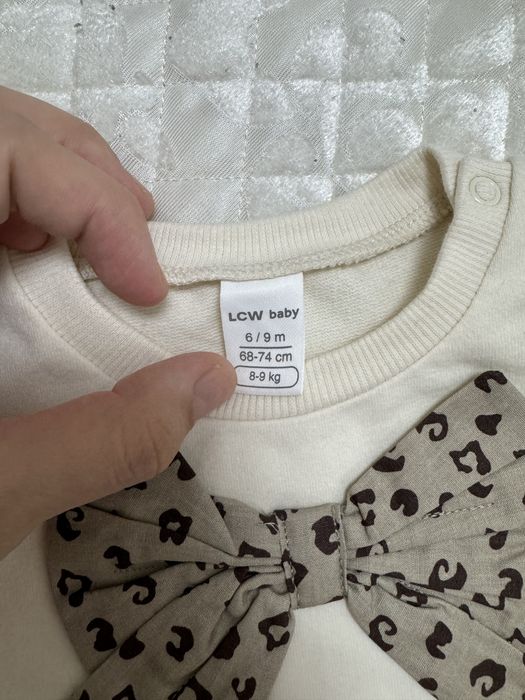 LCW baby
6 / 9 m
68-74 cm
8-9 kg